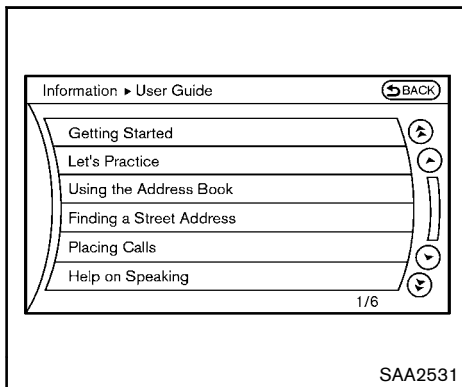 Information ▸ User Guide
BACK
Getting Started
Let's Practice
Using the Address Book
Finding a Street Address
Placing Calls
Help on Speaking
1/6
SAA2531